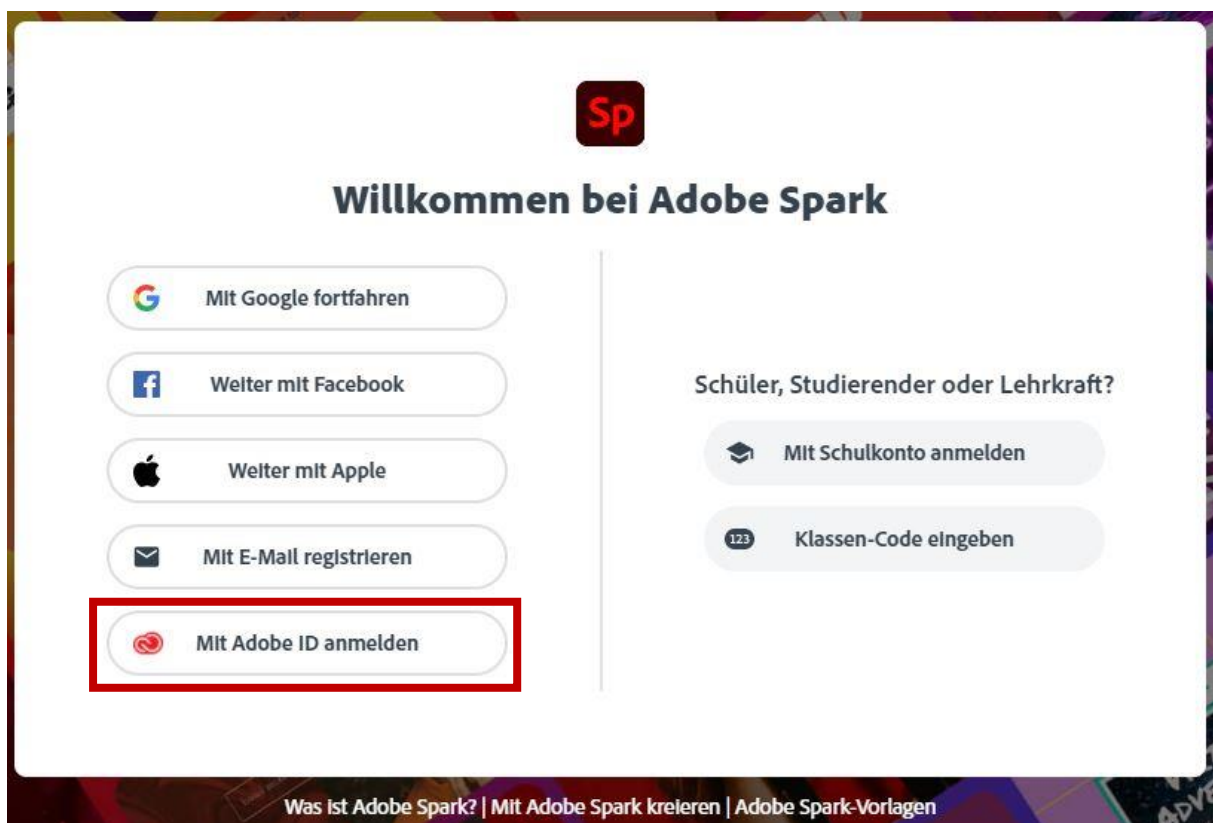 Sp
Willkommen bei Adobe Spark
Mit Google fortfahren
Weiter mit Facebook
Weiter mit Apple
Mit E-Mail registrieren
Mit Adobe ID anmelden
Schüler, Studierender oder Lehrkraft?
Mit Schulkonto anmelden
123 Klassen-Code eingeben
Was ist Adobe Spark? | Mit Adobe Spark kreieren | Adobe Spark-Vorlagen